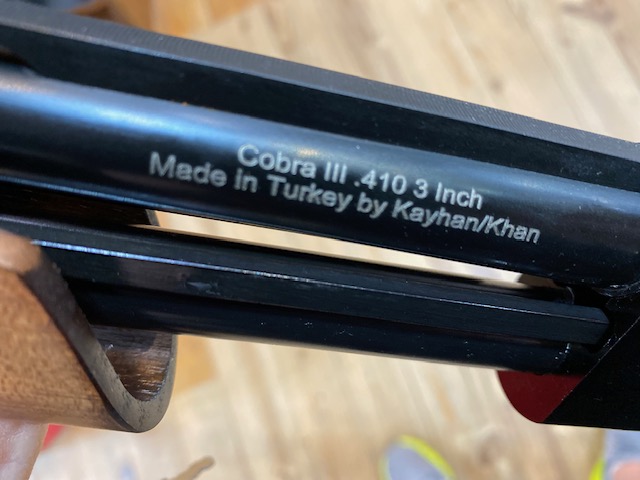 Cobra III .410 3 Inch
Made in Turkey by Kayhan/Khan